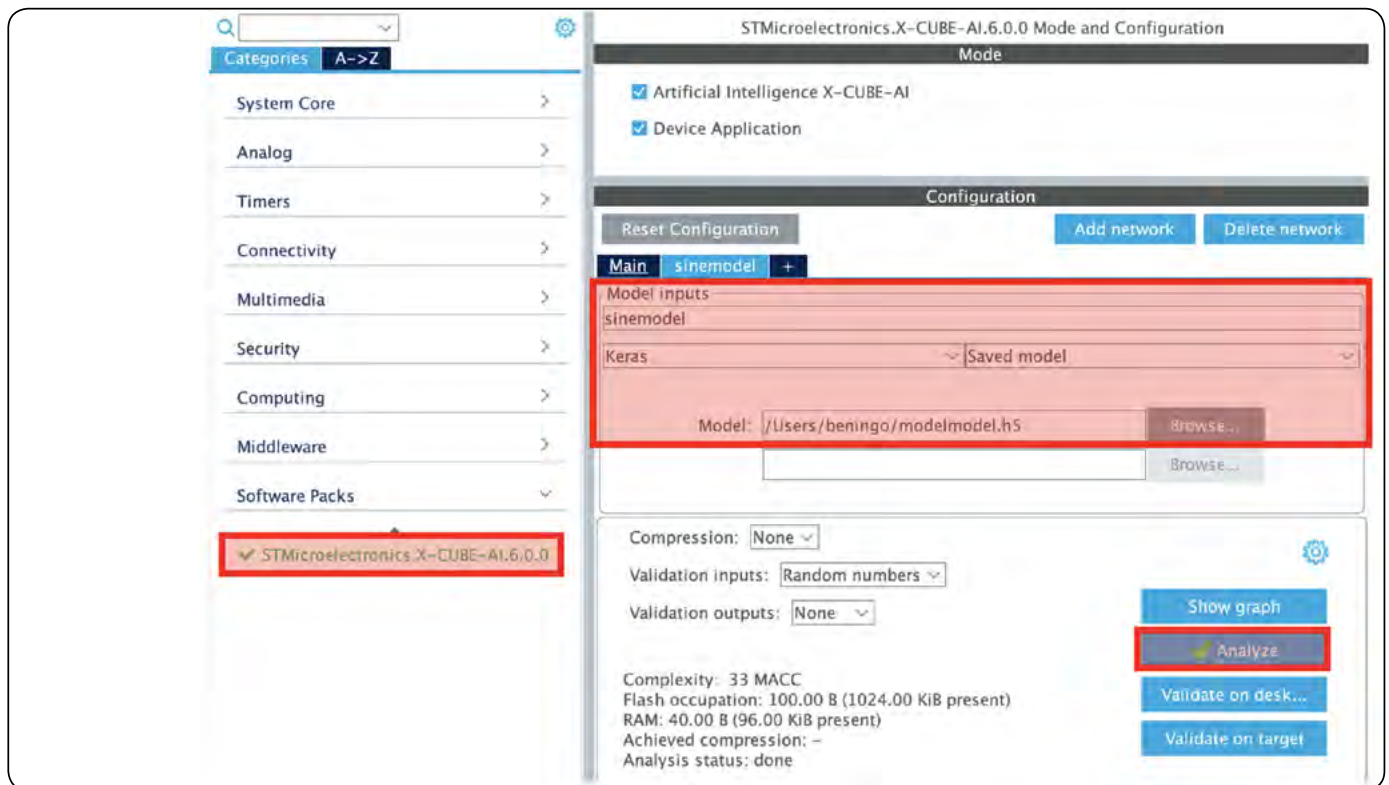 Categories A->Z
System Core
Analog
Timers
Connectivity
Multimedia
Security
Computing
Middleware
Software Packs
STMicroelectronics.X-CUBE-AI.6.0.0
STMicroelectronics.X-CUBE-AI.6.0.0 Mode and Configuration
Mode
Artificial Intelligence X-CUBE-AI
Device Application
Configuration
Reset Configuration Add network Delete network
Main sinemodel +
Model inputs
sinemodel
Keras Saved model
Model: /Users/beningo/modelmodel.h5 Browse...
Browse...
Compression: None
Validation inputs: Random numbers
Validation outputs: None
Show graph
Analyze
Validate on desk...
Validate on target
Complexity: 33 MACC
Flash occupation: 100.00 B (1024.00 KiB present)
RAM: 40.00 B (96.00 KiB present)
Achieved compression: -
Analysis status: done